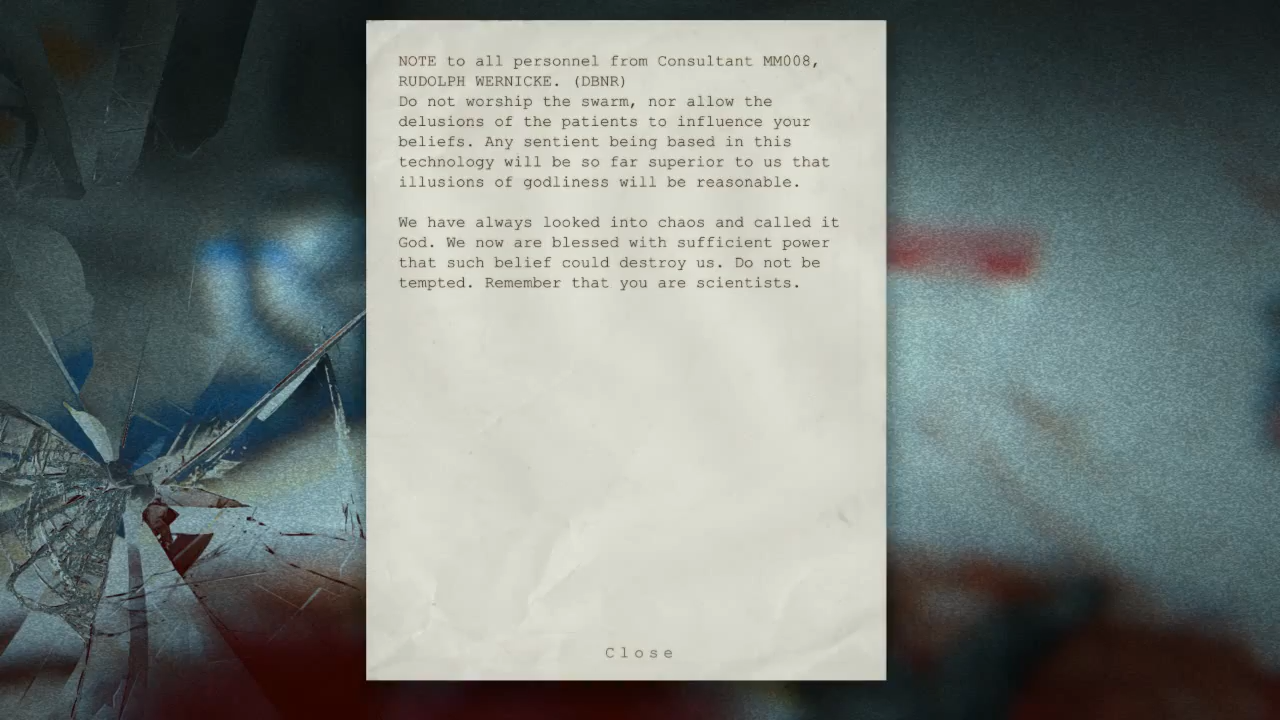 NOTE to all personnel from Consultant MM008,
RUDOLPH WERNICKE. (DBNR)
Do not worship the swarm, nor allow the
delusions of the patients to influence your
beliefs. Any sentient being based in this
technology will be so far superior to us that
illusions of godliness will be reasonable.
We have always looked into chaos and called it
God. We now are blessed with sufficient power
that such belief could destroy us. Do not be
tempted. Remember that you are scientists.
Close